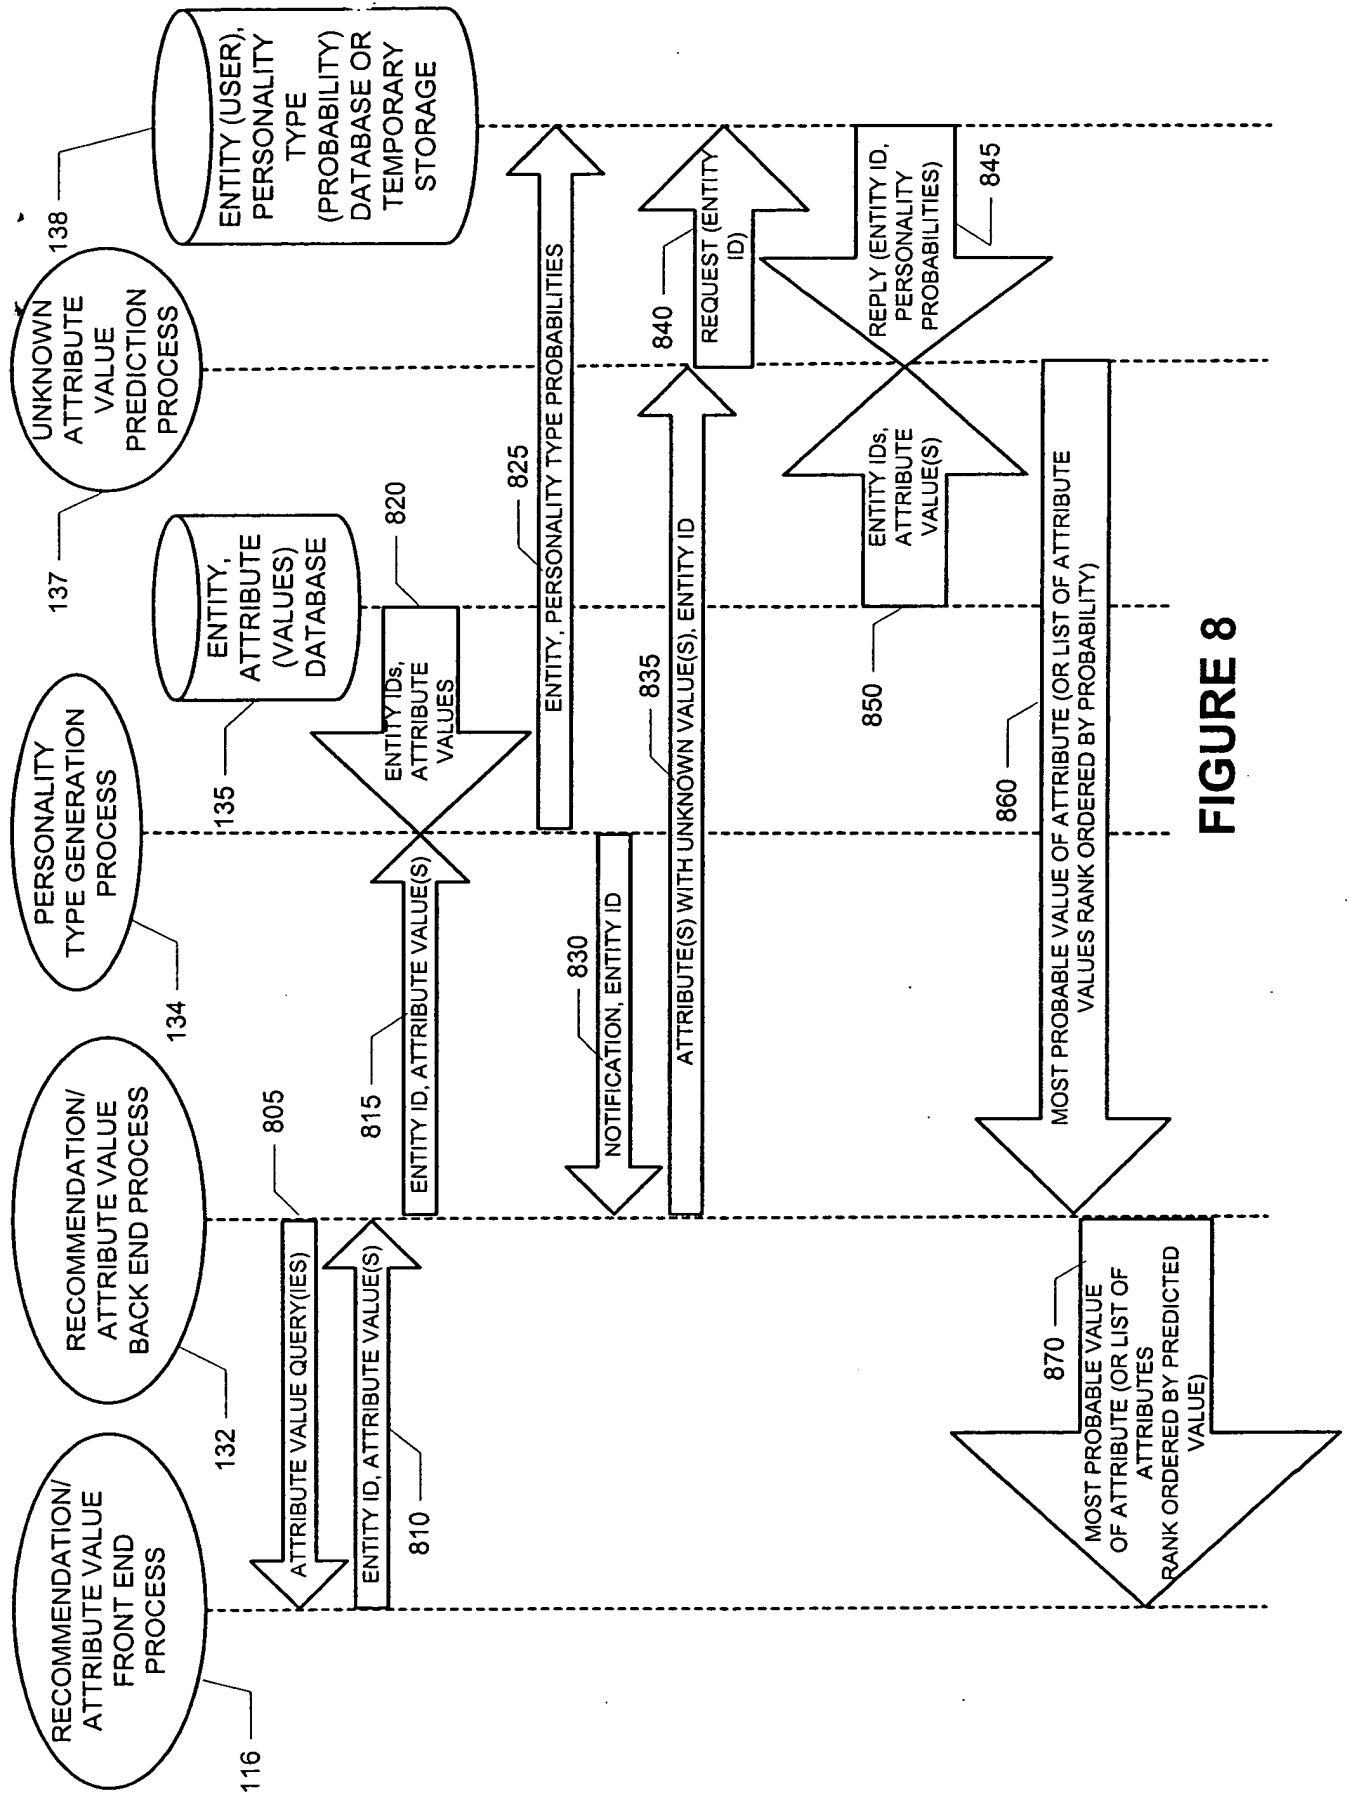 RECOMMENDATION/
ATTRIBUTE VALUE
FRONT END
PROCESS
116
RECOMMENDATION/
ATTRIBUTE VALUE
BACK END PROCESS
132
PERSONALITY
TYPE GENERATION
PROCESS
134
ENTITY,
ATTRIBUTE
(VALUES)
DATABASE
135
UNKNOWN
ATTRIBUTE
VALUE
PREDICTION
PROCESS
137
ENTITY (USER),
PERSONALITY
TYPE
(PROBABILITY)
DATABASE OR
TEMPORARY
STORAGE
138
805
ATTRIBUTE VALUE QUERY(IES)
ENTITY ID, ATTRIBUTE VALUE(S)
810
815
ENTITY ID, ATTRIBUTE VALUE(S)
820
ENTITY IDs,
ATTRIBUTE
VALUES
825
ENTITY, PERSONALITY TYPE PROBABILITIES
830
NOTIFICATION, ENTITY ID
835
ATTRIBUTE(S) WITH UNKNOWN VALUE(S), ENTITY ID
840
REQUEST (ENTITY
ID)
REPLY (ENTITY ID,
PERSONALITY
PROBABILITIES)
845
ENTITY IDs,
ATTRIBUTE
VALUE(S)
850
860
MOST PROBABLE VALUE OF ATTRIBUTE (OR LIST OF ATTRIBUTE
VALUES RANK ORDERED BY PROBABILITY)
870
MOST PROBABLE VALUE
OF ATTRIBUTE (OR LIST OF
ATTRIBUTES
RANK ORDERED BY PREDICTED
VALUE)
FIGURE 8